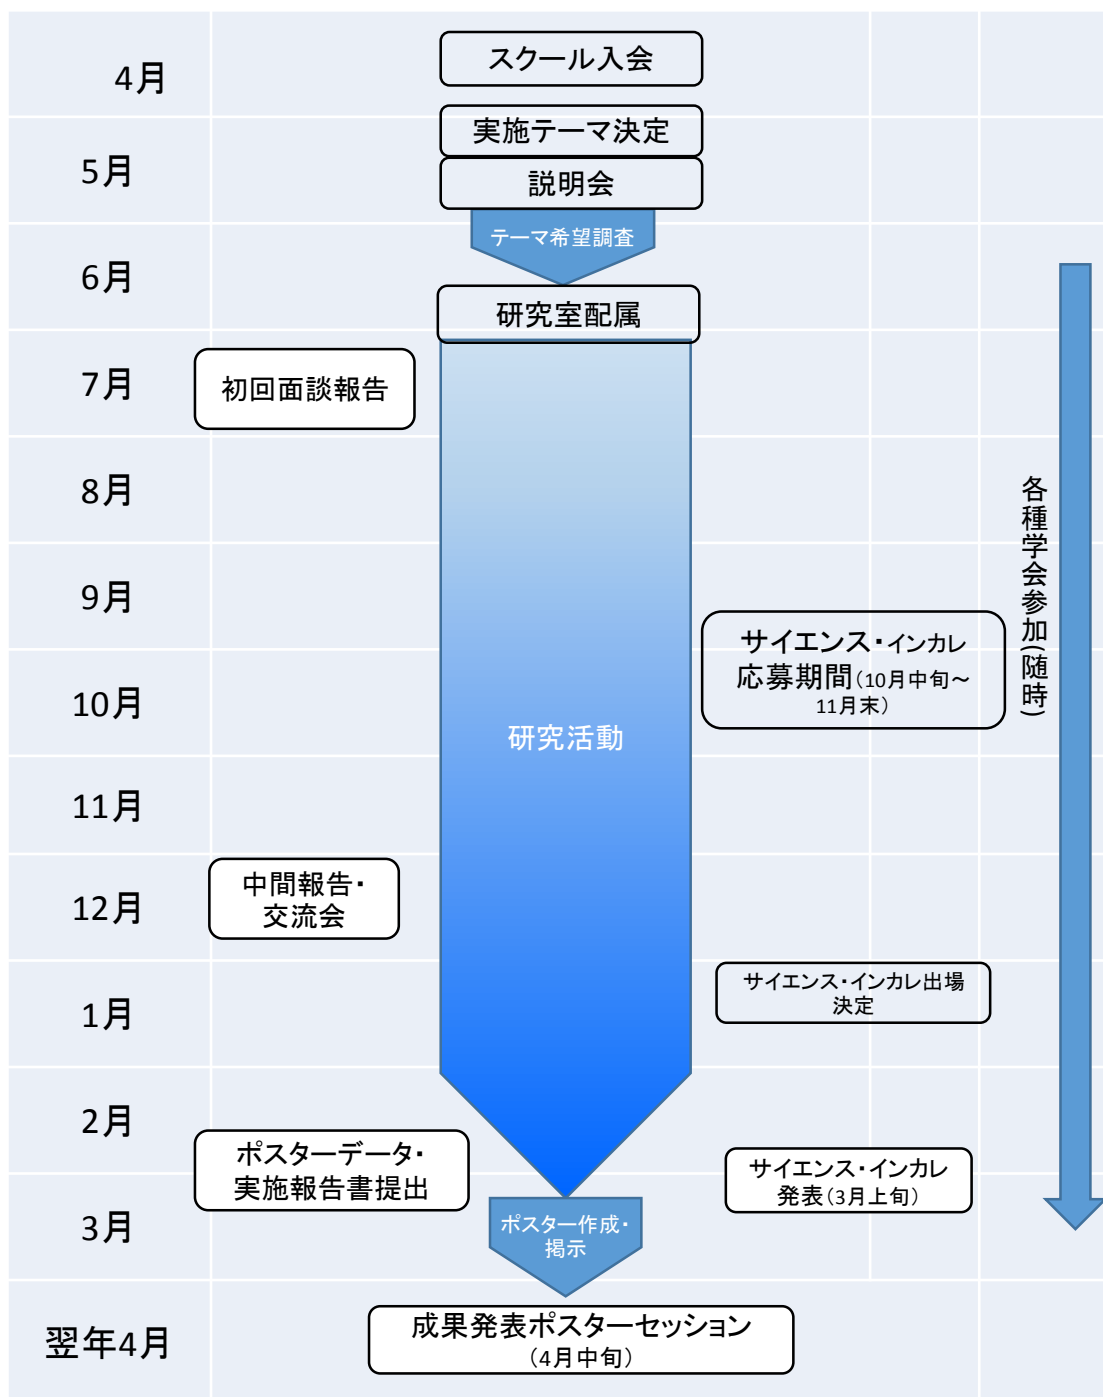 4月
スクール入会
実施テーマ決定
5月
説明会
テーマ希望調査
6月
研究室配属
7月
初回面談報告
8月
各種学会参加(随時)
9月
サイエンス・インカレ
応募期間(10月中旬～
11月末)
10月
研究活動
11月
12月
中間報告・
交流会
1月
サイエンス・インカレ出場
決定
2月
ポスターデータ・
実施報告書提出
サイエンス・インカレ
発表(3月上旬)
3月
ポスター作成・
掲示
翌年4月
成果発表ポスターセッション
(4月中旬)